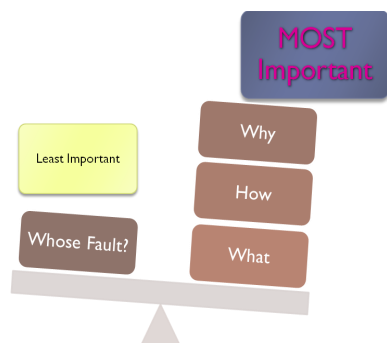 MOST
Important
Why
Least Important
How
Whose Fault?
What